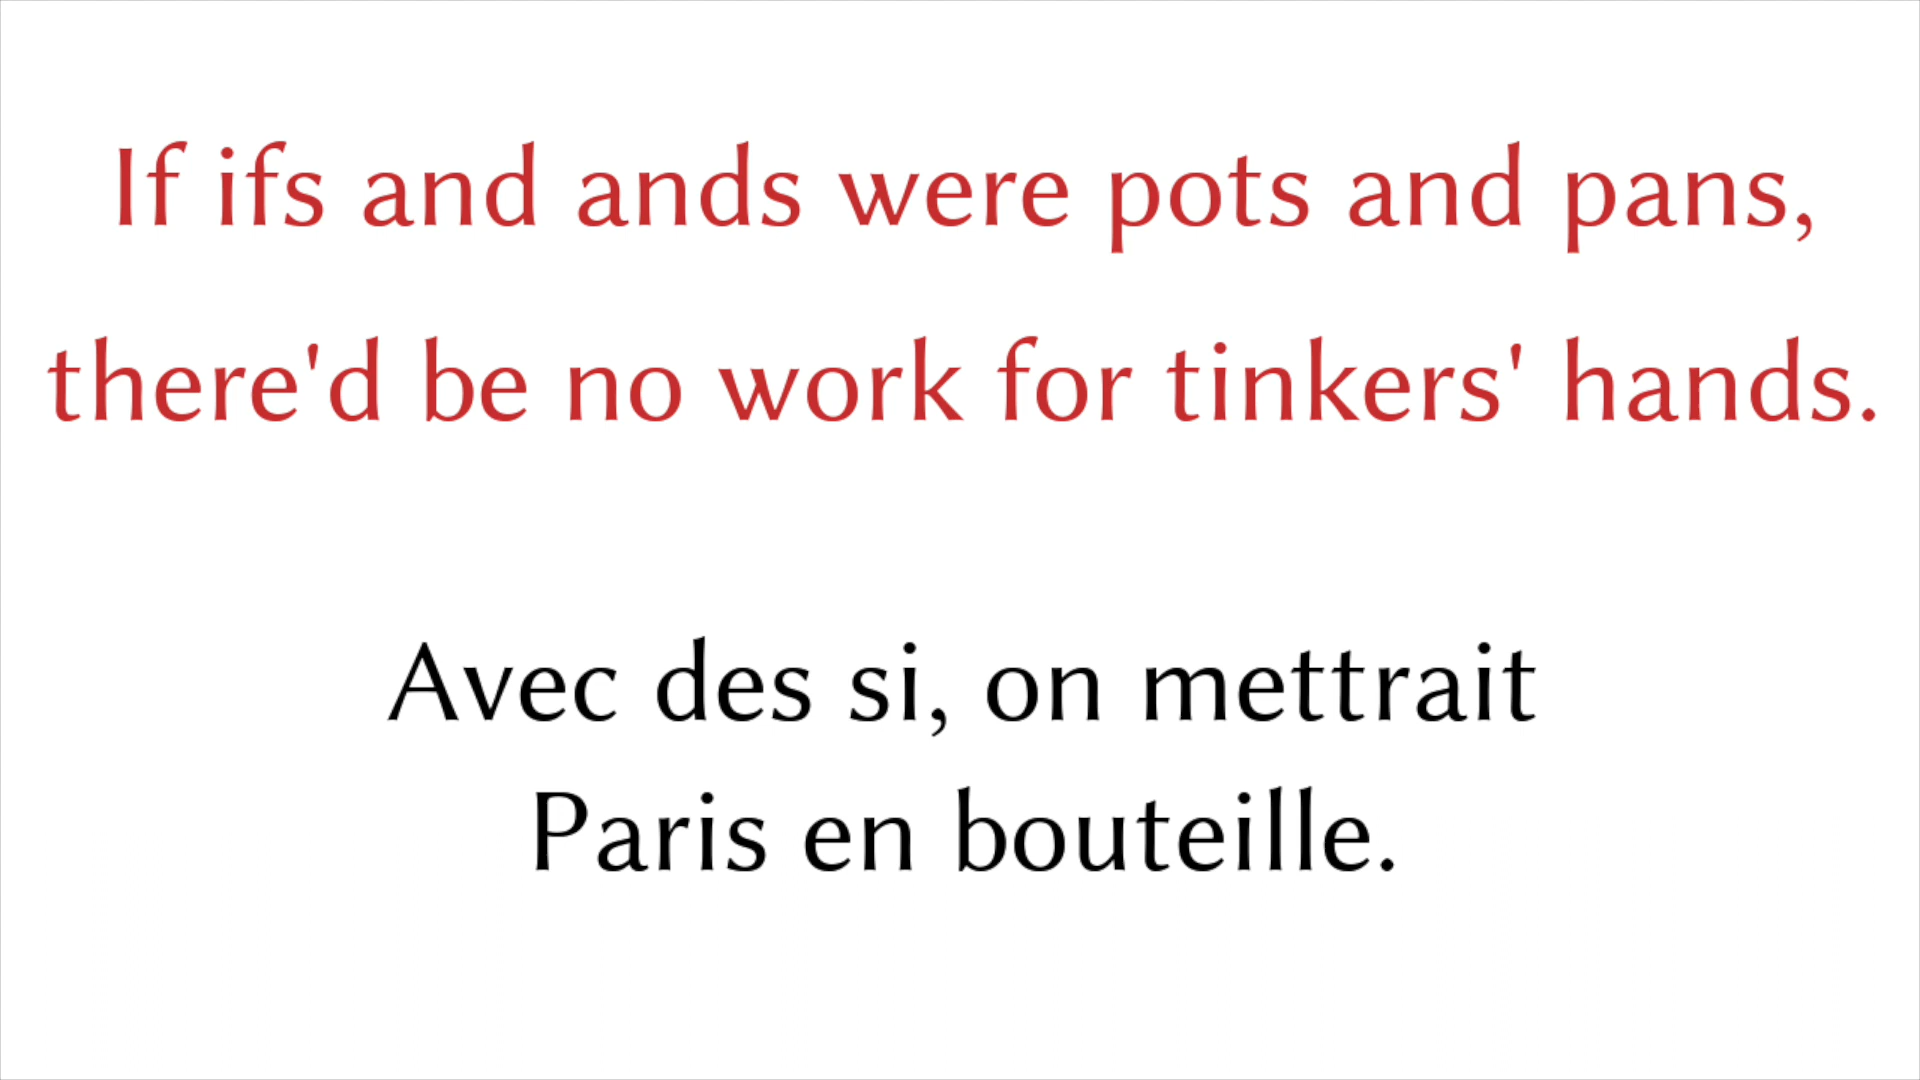 If ifs and ands were pots and pans,
there'd be no work for tinkers' hands.
Avec des si, on mettrait
Paris en bouteille.